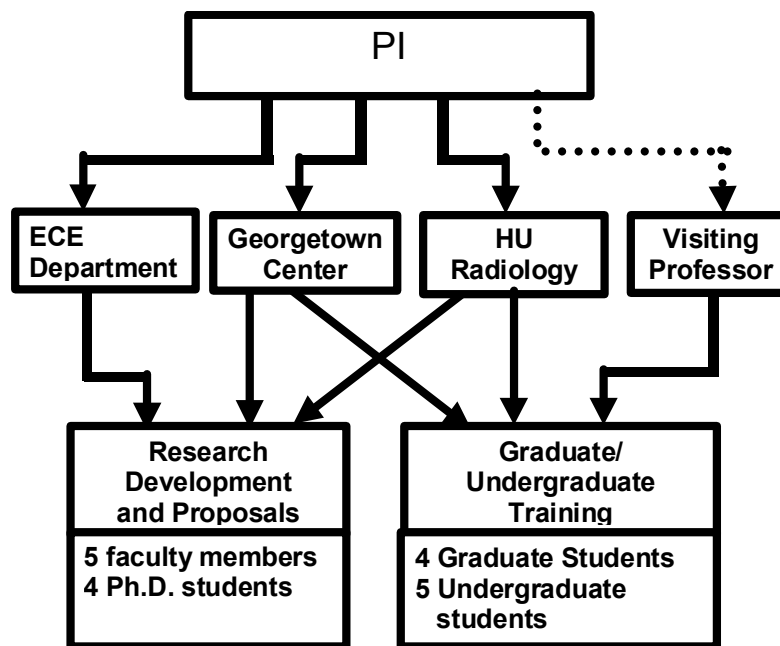 PI
ECE
Department
Georgetown
Center
HU
Radiology
Visiting
Professor
Research
Development
and Proposals
5 faculty members
4 Ph.D. students
Graduate/
Undergraduate
Training
4 Graduate Students
5 Undergraduate
students